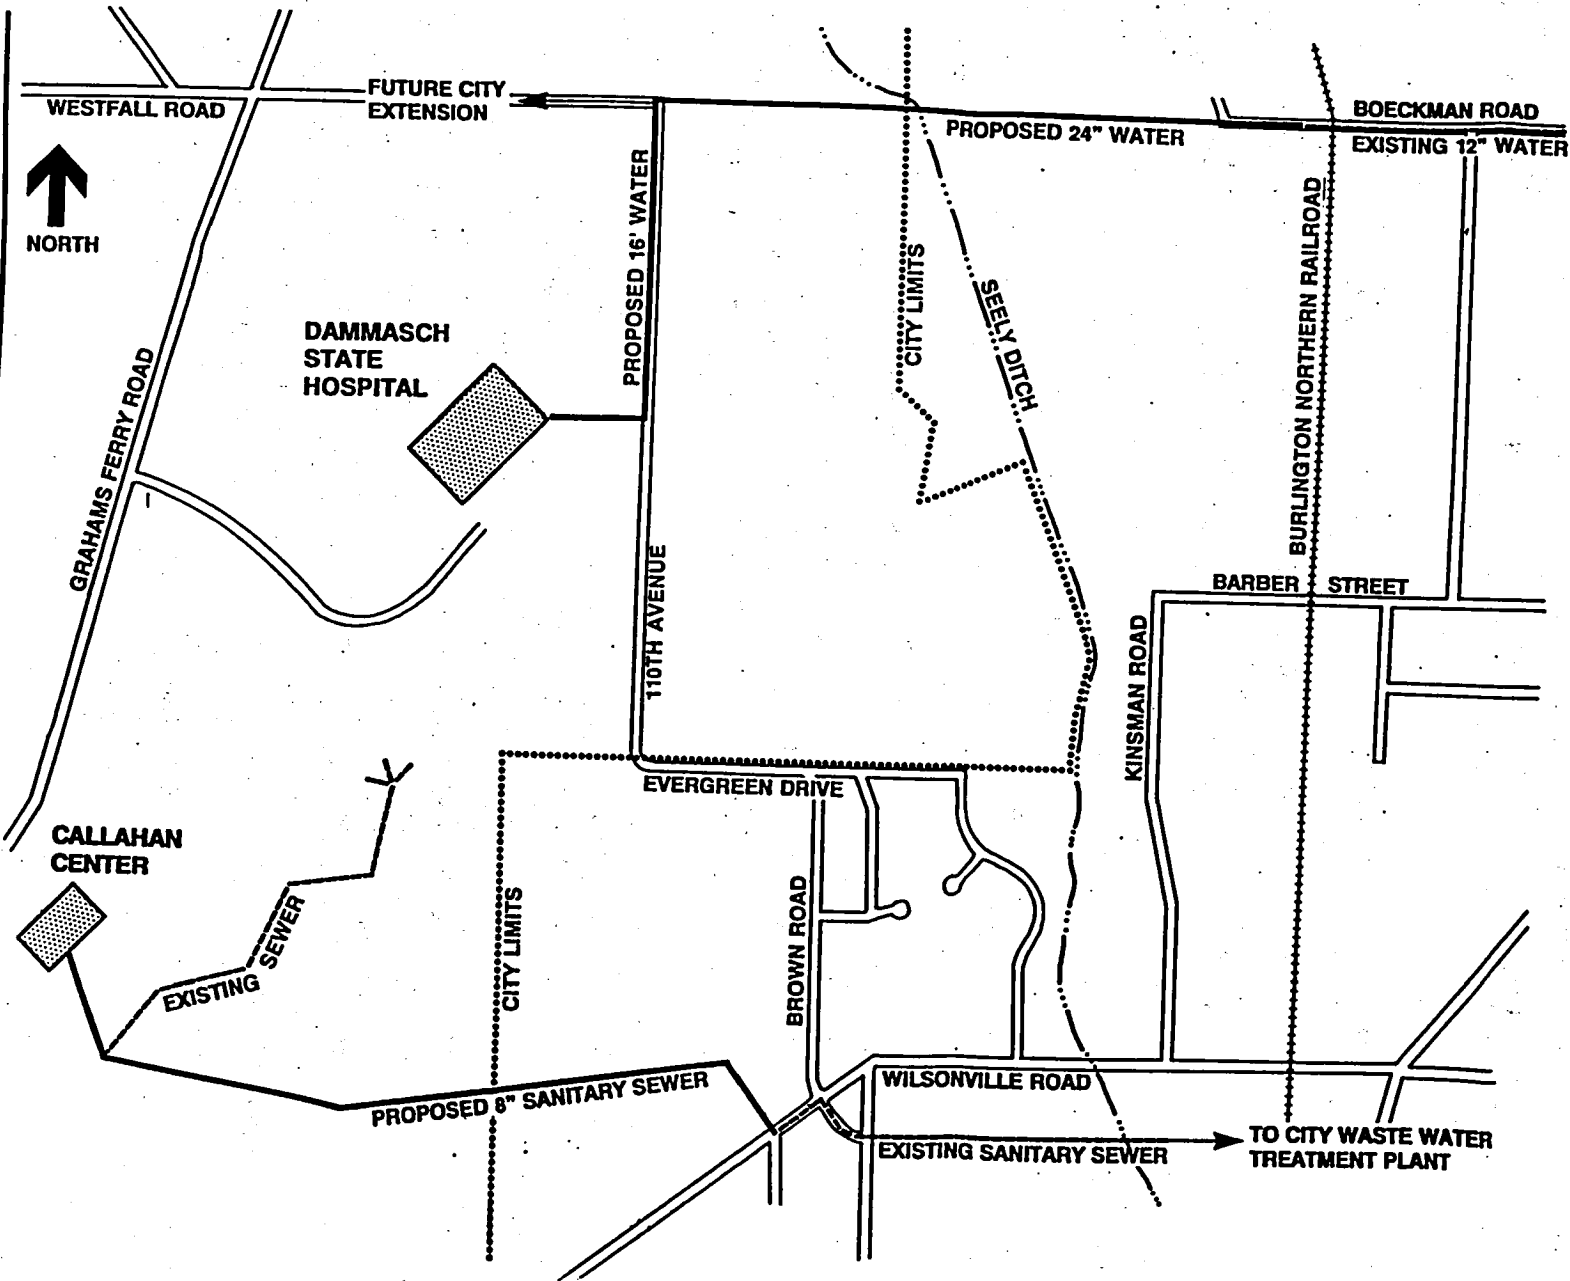 FUTURE CITY
EXTENSION
WESTFALL ROAD
BOECKMAN ROAD
PROPOSED 24" WATER
EXISTING 12" WATER
NORTH
PROPOSED 16' WATER
CITY LIMITS
SEELY DITCH
BURLINGTON NORTHERN RAILROAD
DAMMASCH
STATE
HOSPITAL
GRAHAMS FERRY ROAD
110TH AVENUE
BARBER STREET
KINSMAN ROAD
EVERGREEN DRIVE
CALLAHAN
CENTER
EXISTING SEWER
CITY LIMITS
BROWN ROAD
WILSONVILLE ROAD
PROPOSED 8" SANITARY SEWER
EXISTING SANITARY SEWER
TO CITY WASTE WATER
TREATMENT PLANT